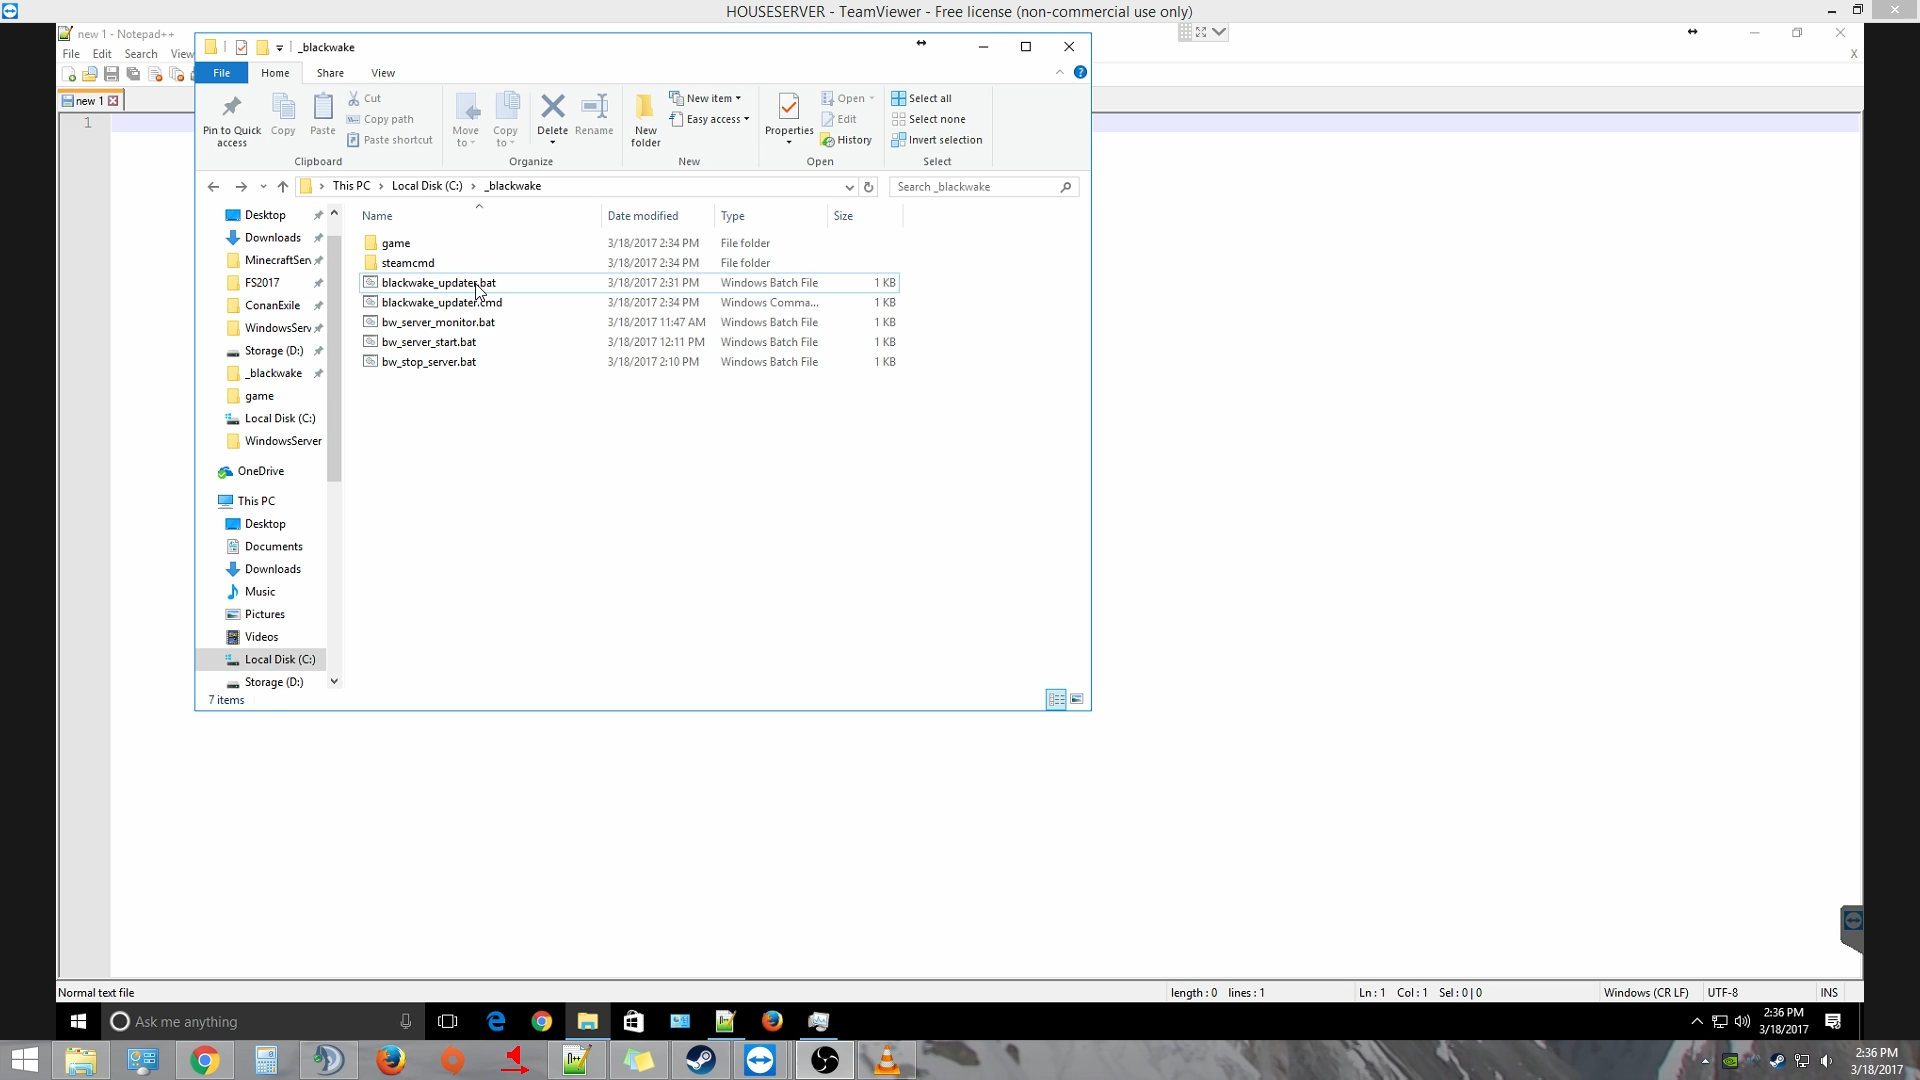 HOUSESERVER - TeamViewer - Free license (non-commercial use only)
new 1 - Notepad++
File Edit Search View
X
new 1
1
_blackwake
File Home Share View
Pin to Quick access
Copy
Paste
Cut
Copy path
Paste shortcut
Clipboard
Move to
Copy to
Delete
Rename
Organize
New folder
New item
Easy access
New
Properties
Open
Edit
History
Open
Select all
Select none
Invert selection
Select
This PC > Local Disk (C:) > _blackwake
Search _blackwake
Desktop
Downloads
MinecraftServ
FS2017
ConanExile
WindowsServ
Storage (D:)
_blackwake
game
Local Disk (C:)
WindowsServer
OneDrive
This PC
Desktop
Documents
Downloads
Music
Pictures
Videos
Local Disk (C:)
Storage (D:)
Name Date modified Type Size
game 3/18/2017 2:34 PM File folder
steamcmd 3/18/2017 2:34 PM File folder
blackwake_updater.bat 3/18/2017 2:31 PM Windows Batch File 1 KB
blackwake_updater.cmd 3/18/2017 2:34 PM Windows Comma... 1 KB
bw_server_monitor.bat 3/18/2017 11:47 AM Windows Batch File 1 KB
bw_server_start.bat 3/18/2017 12:11 PM Windows Batch File 1 KB
bw_stop_server.bat 3/18/2017 2:10 PM Windows Batch File 1 KB
7 items
Normal text file length : 0 lines : 1 Ln : 1 Col : 1 Sel : 0 | 0 Windows (CR LF) UTF-8 INS
Ask me anything
2:36 PM
3/18/2017
2:36 PM
3/18/2017